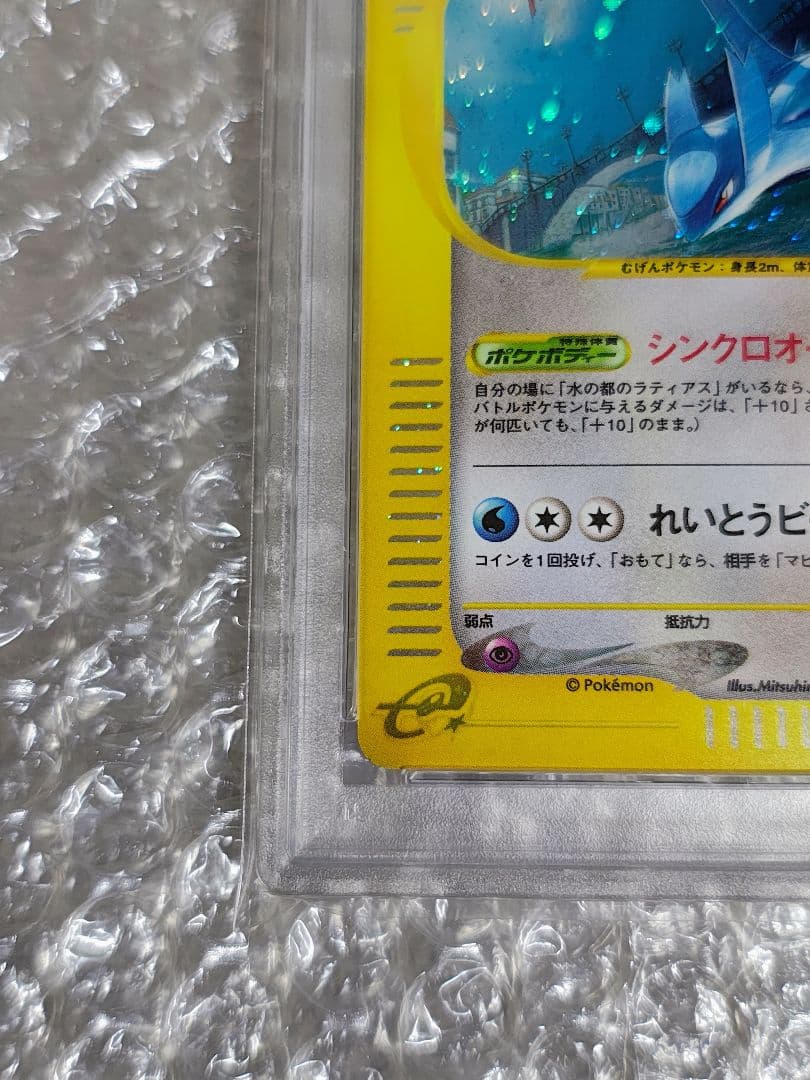 むげんポケモン：身長2m、体
特殊体質
ポケボディー シンクロオ
自分の場に「水の都のラティアス」がいるなら、
バトルポケモンに与えるダメージは、「＋10」
が何匹いても、「＋10」のまま。）
れいとうビ
コインを1回投げ、「おもて」なら、相手を「マヒ
弱点 抵抗力
© Pokémon Illus.Mitsuhir
e